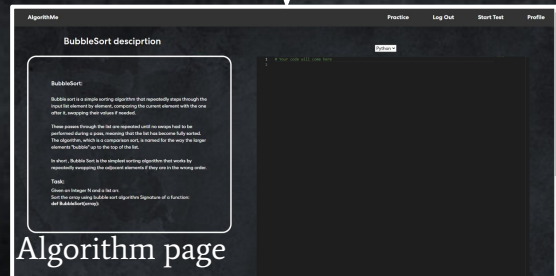 AlgorithMe
Practice
Log Out
Start Test
Profile
BubbleSort desciprtion
Python
BubbleSort:
Bubble sort is a simple sorting algorithm that repeatedly steps through the
input list element by element, comparing the current element with the one
after it, swapping their values if needed.
These passes through the list are repeated until no swaps had to be
performed during a pass, meaning that the list has become fully sorted.
The algorithm, which is a comparison sort, is named for the way the larger
elements "bubble" up to the top of the list.
In short , Bubble Sort is the simplest sorting algorithm that works by
repeatedly swapping the adjacent elements if they are in the wrong order.
Task:
Given an Integer N and a list arr.
Sort the array using bubble sort algorithm Signature of a function:
def BubbleSort(array):
1 # Your code will come here
2
Algorithm page